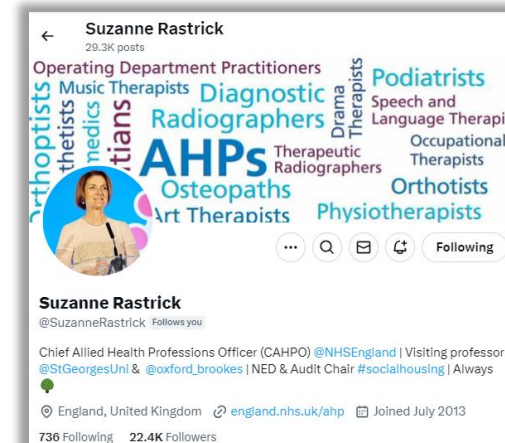 Suzanne Rastrick
29.3K posts
Operating Department Practitioners
Music Therapists
Diagnostic
Radiographers
Drama
Therapists
Podiatrists
Speech and
Language Therapi
Occupational
Therapists
AHPs
Therapeutic
Radiographers
Orthotists
Osteopaths
Art Therapists
Physiotherapists
Following
Suzanne Rastrick
@SuzanneRastrick Follows you
Chief Allied Health Professions Officer (CAHPO) @NHSEngland | Visiting professor
@StGeorgesUni & @oxford_brookes | NED & Audit Chair #socialhousing | Always
England, United Kingdom england.nhs.uk/ahp Joined July 2013
736 Following 22.4K Followers